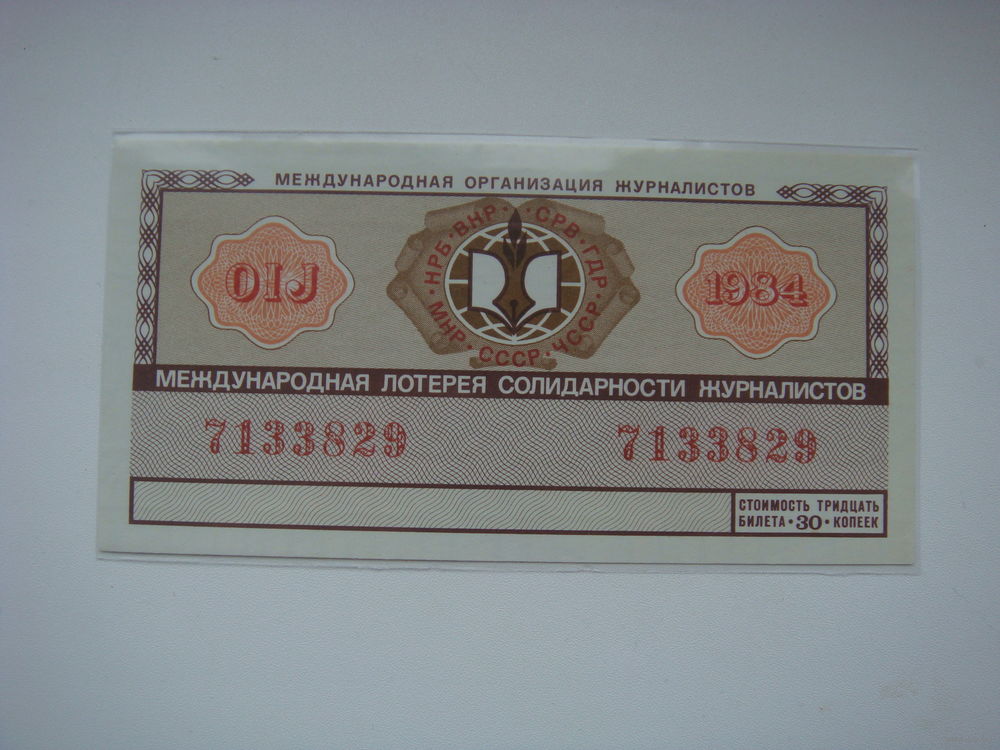 МЕЖДУНАРОДНАЯ ОРГАНИЗАЦИЯ ЖУРНАЛИСТОВ
OIJ
НРБ·ВНР·СРВ·ГДР·
МНР·СССР·ЧССР·
1984
МЕЖДУНАРОДНАЯ ЛОТЕРЕЯ СОЛИДАРНОСТИ ЖУРНАЛИСТОВ
7133829 7133829
СТОИМОСТЬ ТРИДЦАТЬ
БИЛЕТА·30·КОПЕЕК